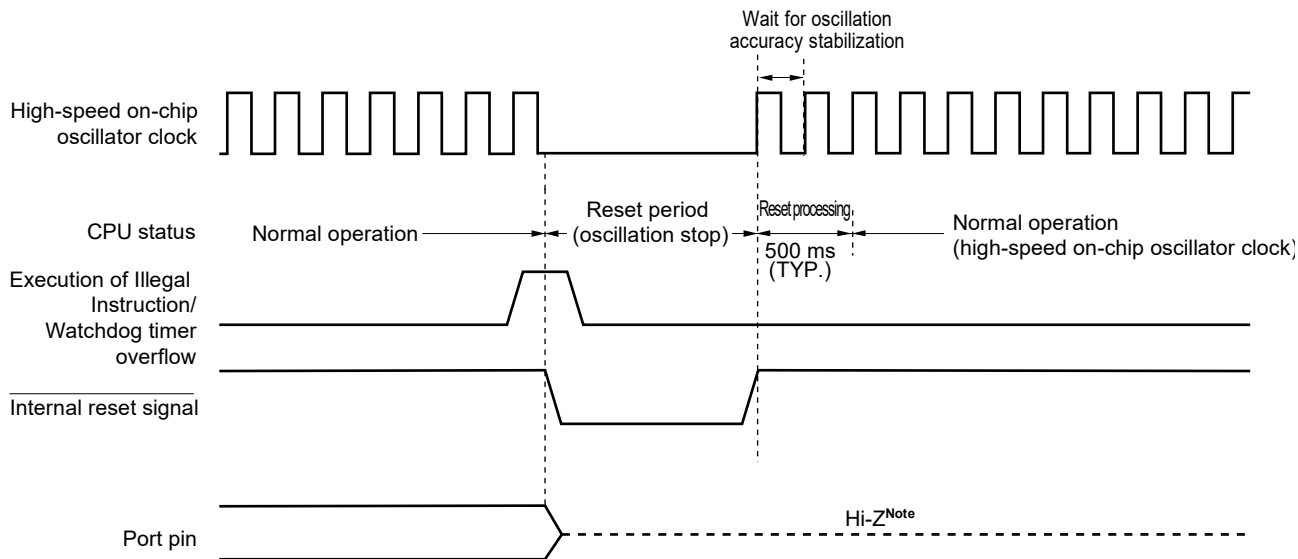 Wait for oscillation
accuracy stabilization
High-speed on-chip
oscillator clock
CPU status
Normal operation
Reset period
(oscillation stop)
Reset processing
500 ms
(TYP.)
Normal operation
(high-speed on-chip oscillator clock)
Execution of Illegal
Instruction/
Watchdog timer
overflow
Internal reset signal
Port pin
Hi-ZNote